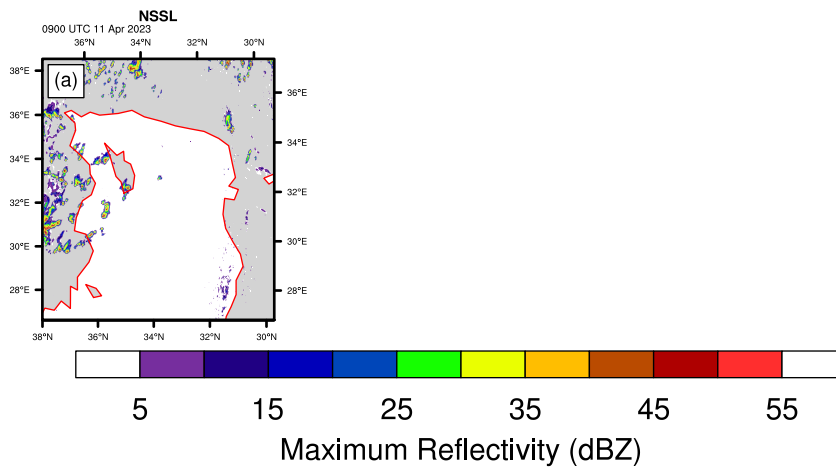 NSSL
0900 UTC 11 Apr 2023
36°N 34°N 32°N 30°N
(a)
38°E 36°E 34°E 32°E 30°E 28°E
36°E 34°E 32°E 30°E 28°E
38°N 36°N 34°N 32°N 30°N
5 15 25 35 45 55
Maximum Reflectivity (dBZ)